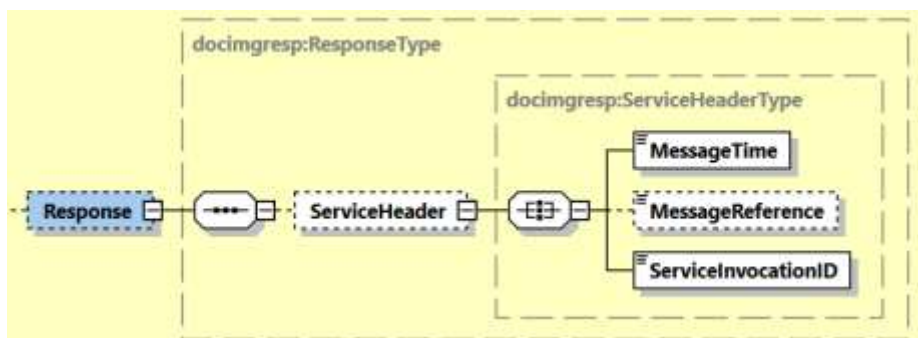 docimgresp:ResponseType
docimgresp:ServiceHeaderType
MessageTime
Response
ServiceHeader
MessageReference
ServiceInvocationID